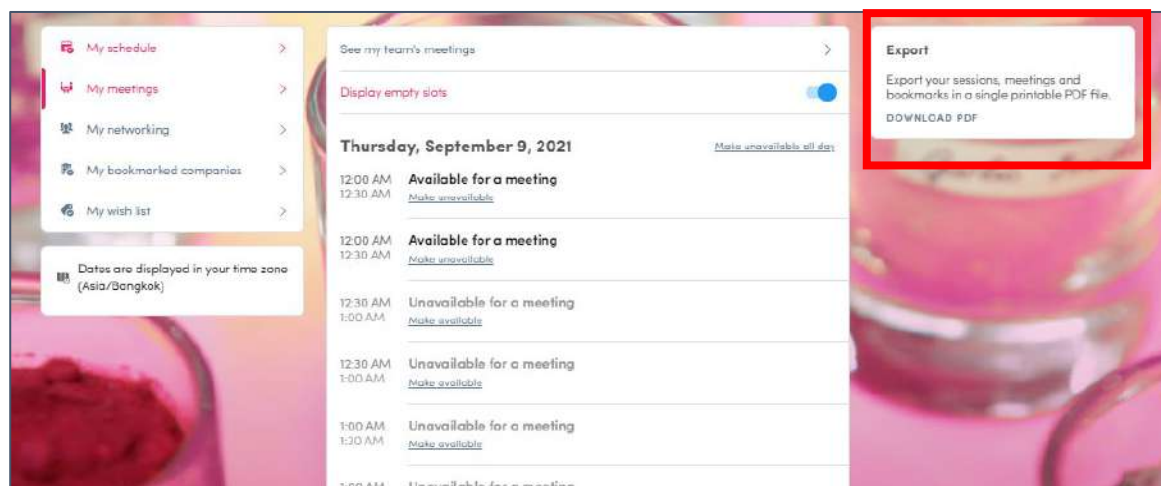 My schedule
My meetings
My networking
My bookmarked companies
My wish list
Dates are displayed in your time zone
(Asia/Bangkok)
See my team's meetings
Display empty slots
Thursday, September 9, 2021
Make unavailable all day
12:00 AM Available for a meeting
12:30 AM Make unavailable
12:00 AM Available for a meeting
12:30 AM Make unavailable
12:30 AM Unavailable for a meeting
1:00 AM Make available
12:30 AM Unavailable for a meeting
1:00 AM Make available
1:00 AM Unavailable for a meeting
1:30 AM Make available
Unavailable for a meeting
Export
Export your sessions, meetings and
bookmarks in a single printable PDF file.
DOWNLOAD PDF